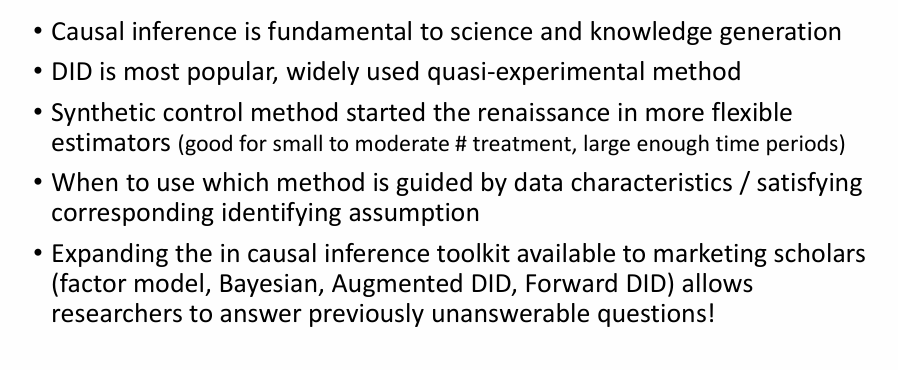 • Causal inference is fundamental to science and knowledge generation
• DID is most popular, widely used quasi-experimental method
• Synthetic control method started the renaissance in more flexible
estimators (good for small to moderate # treatment, large enough time periods)
• When to use which method is guided by data characteristics / satisfying
corresponding identifying assumption
• Expanding the in causal inference toolkit available to marketing scholars
(factor model, Bayesian, Augmented DID, Forward DID) allows
researchers to answer previously unanswerable questions!